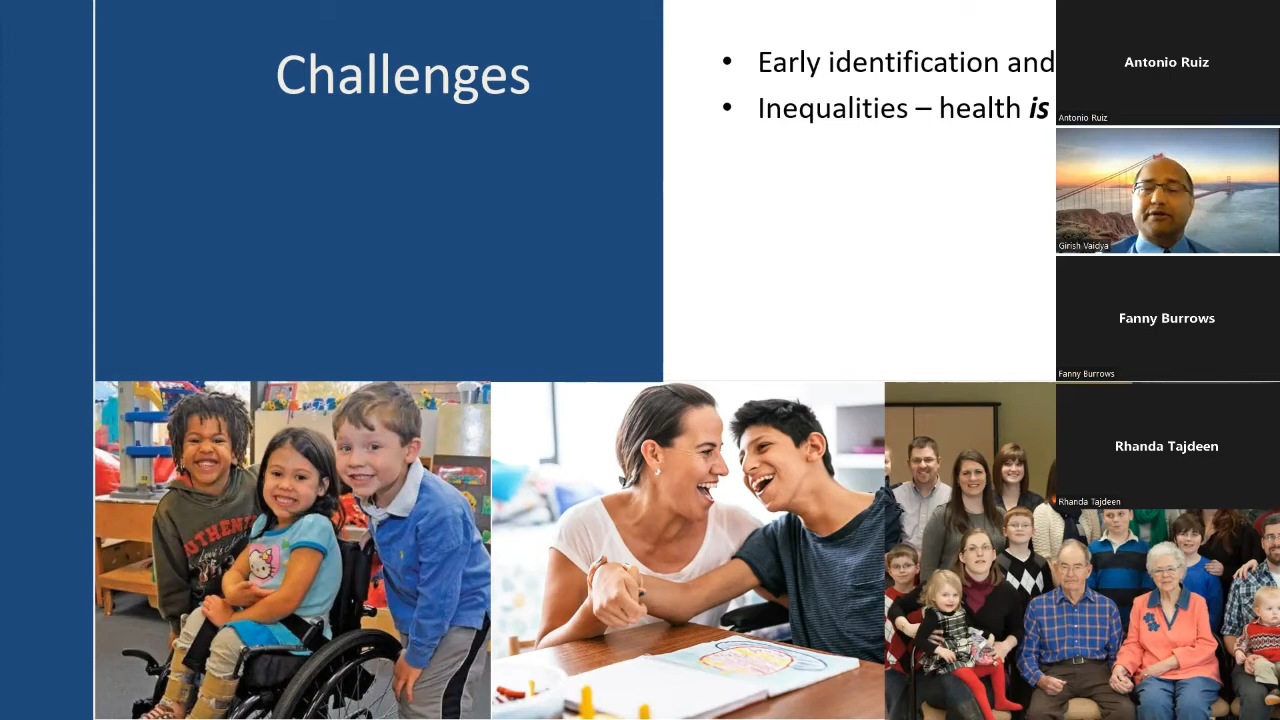 Challenges
• Early identification and
• Inequalities – health is
Antonio Ruiz
Antonio Ruiz
Girish Vaidya
Fanny Burrows
Fanny Burrows
Rhanda Tajdeen
Rhanda Tajdeen
AUTHENTIC